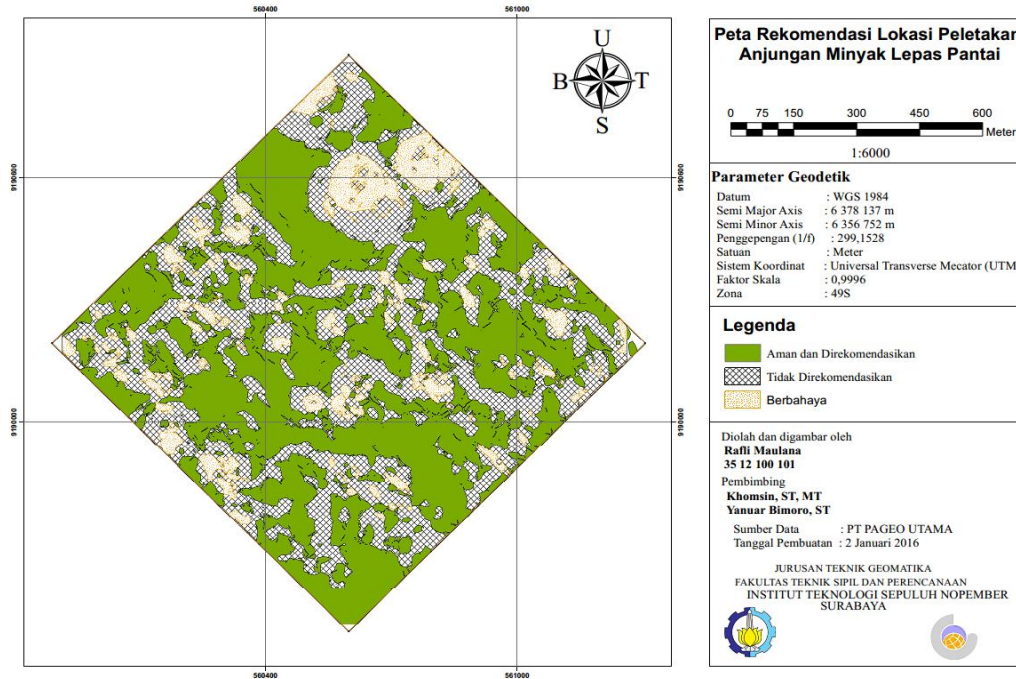 560400
561000
U
B
T
S
9190600
9190600
9190000
9190000
560400
561000
Peta Rekomendasi Lokasi Peletakan
Anjungan Minyak Lepas Pantai
0 75 150 300 450 600
Meter
1:6000
Parameter Geodetik
Datum : WGS 1984
Semi Major Axis : 6 378 137 m
Semi Minor Axis : 6 356 752 m
Penggepengan (1/f) : 299,1528
Satuan : Meter
Sistem Koordinat : Universal Transverse Mecator (UTM
Faktor Skala : 0,9996
Zona : 49S
Legenda
Aman dan Direkomendasikan
Tidak Direkomendasikan
Berbahaya
Diolah dan digambar oleh
Rafli Maulana
35 12 100 101
Pembimbing
Khomsin, ST, MT
Yanuar Bimoro, ST
Sumber Data : PT PAGEO UTAMA
Tanggal Pembuatan : 2 Januari 2016
JURUSAN TEKNIK GEOMATIKA
FAKULTAS TEKNIK SIPIL DAN PERENCANAAN
INSTITUT TEKNOLOGI SEPULUH NOPEMBER
SURABAYA